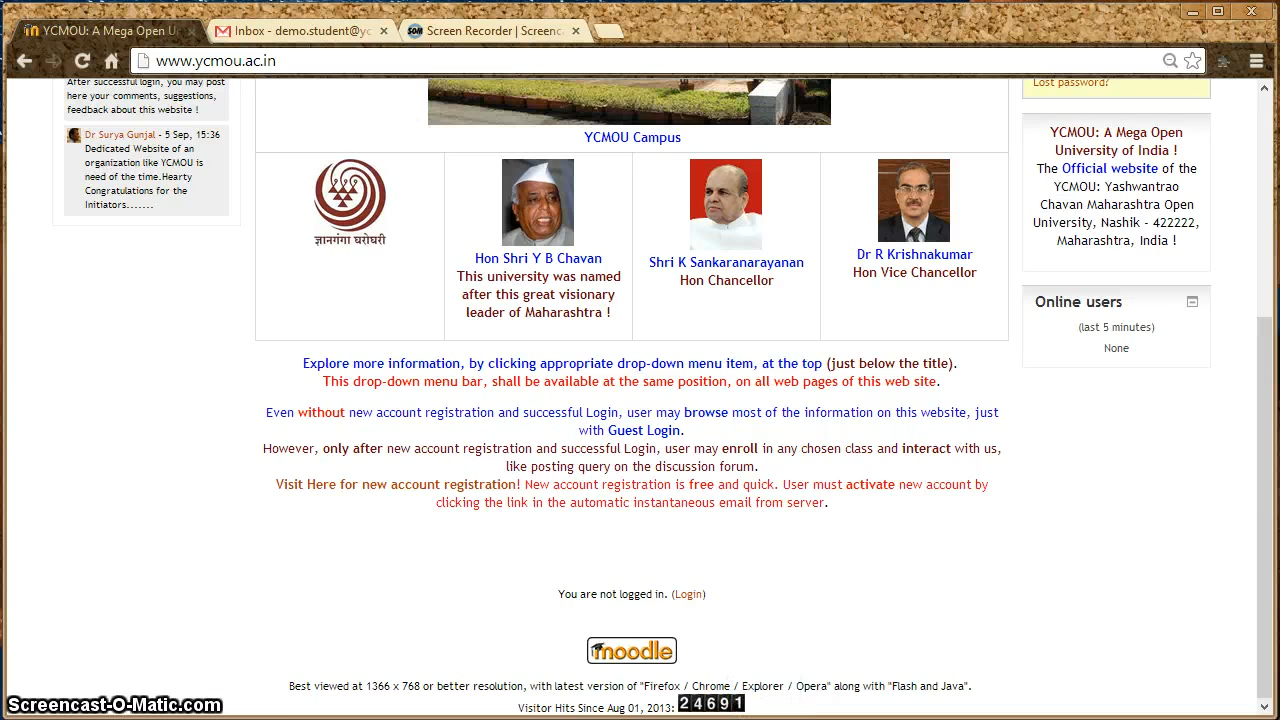 YCMOU: A Mega Open Un
Inbox - demo.student@yc
Screen Recorder | Screenca
www.ycmou.ac.in
After successful login, you may post
here your comments, suggestions,
feedback about this website !
Dr Surya Gunjal - 5 Sep, 15:36
Dedicated Website of an
organization like YCMOU is
need of the time.Hearty
Congratulations for the
Initiators.......
YCMOU Campus
ज्ञानगंगा घरोघरी
Hon Shri Y B Chavan
This university was named
after this great visionary
leader of Maharashtra !
Shri K Sankaranarayanan
Hon Chancellor
Dr R Krishnakumar
Hon Vice Chancellor
Explore more information, by clicking appropriate drop-down menu item, at the top (just below the title).
This drop-down menu bar, shall be available at the same position, on all web pages of this web site.
Even without new account registration and successful Login, user may browse most of the information on this website, just
with Guest Login.
However, only after new account registration and successful Login, user may enroll in any chosen class and interact with us,
like posting query on the discussion forum.
Visit Here for new account registration! New account registration is free and quick. User must activate new account by
clicking the link in the automatic instantaneous email from server.
You are not logged in. (Login)
moodle
Best viewed at 1366 x 768 or better resolution, with latest version of "Firefox / Chrome / Explorer / Opera" along with "Flash and Java".
Visitor Hits Since Aug 01, 2013: 24691
Lost password?
YCMOU: A Mega Open
University of India !
The Official website of the
YCMOU: Yashwantrao
Chavan Maharashtra Open
University, Nashik - 422222,
Maharashtra, India !
Online users
(last 5 minutes)
None
Screencast-O-Matic.com